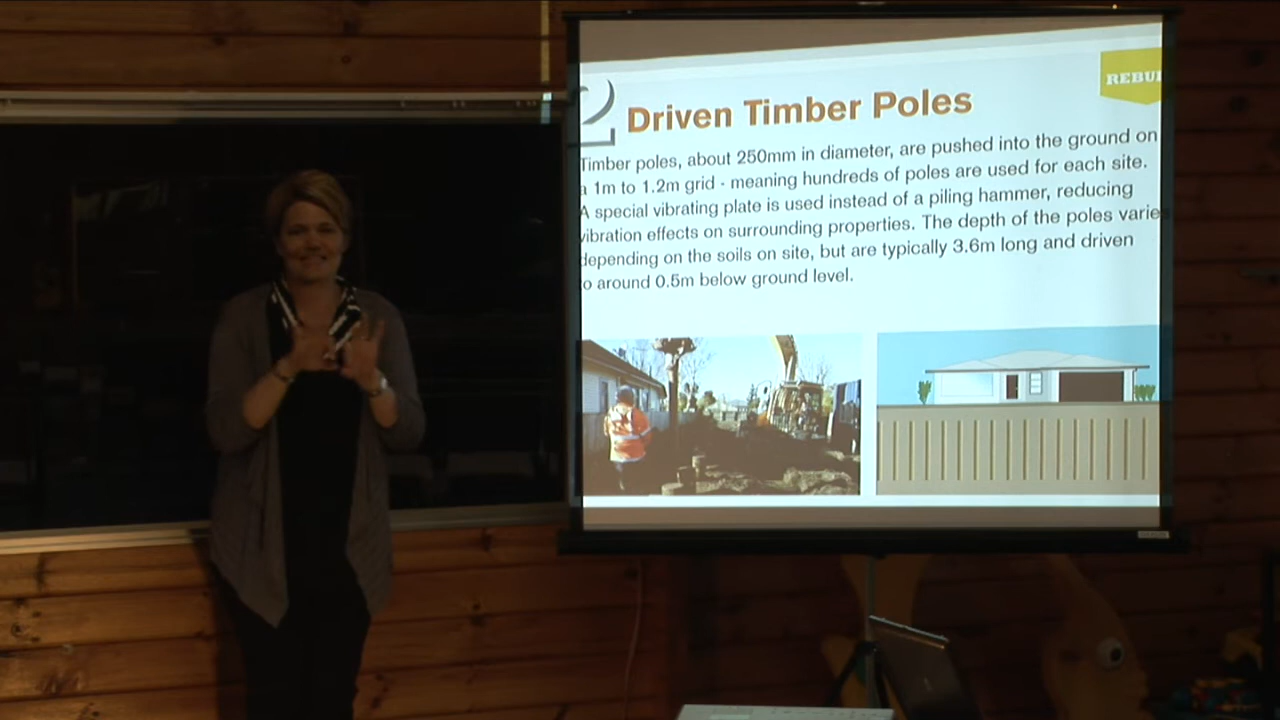 REBUI
2 Driven Timber Poles
Timber poles, about 250mm in diameter, are pushed into the ground on
a 1m to 1.2m grid - meaning hundreds of poles are used for each site.
A special vibrating plate is used instead of a piling hammer, reducing
vibration effects on surrounding properties. The depth of the poles varie
depending on the soils on site, but are typically 3.6m long and driven
o around 0.5m below ground level.